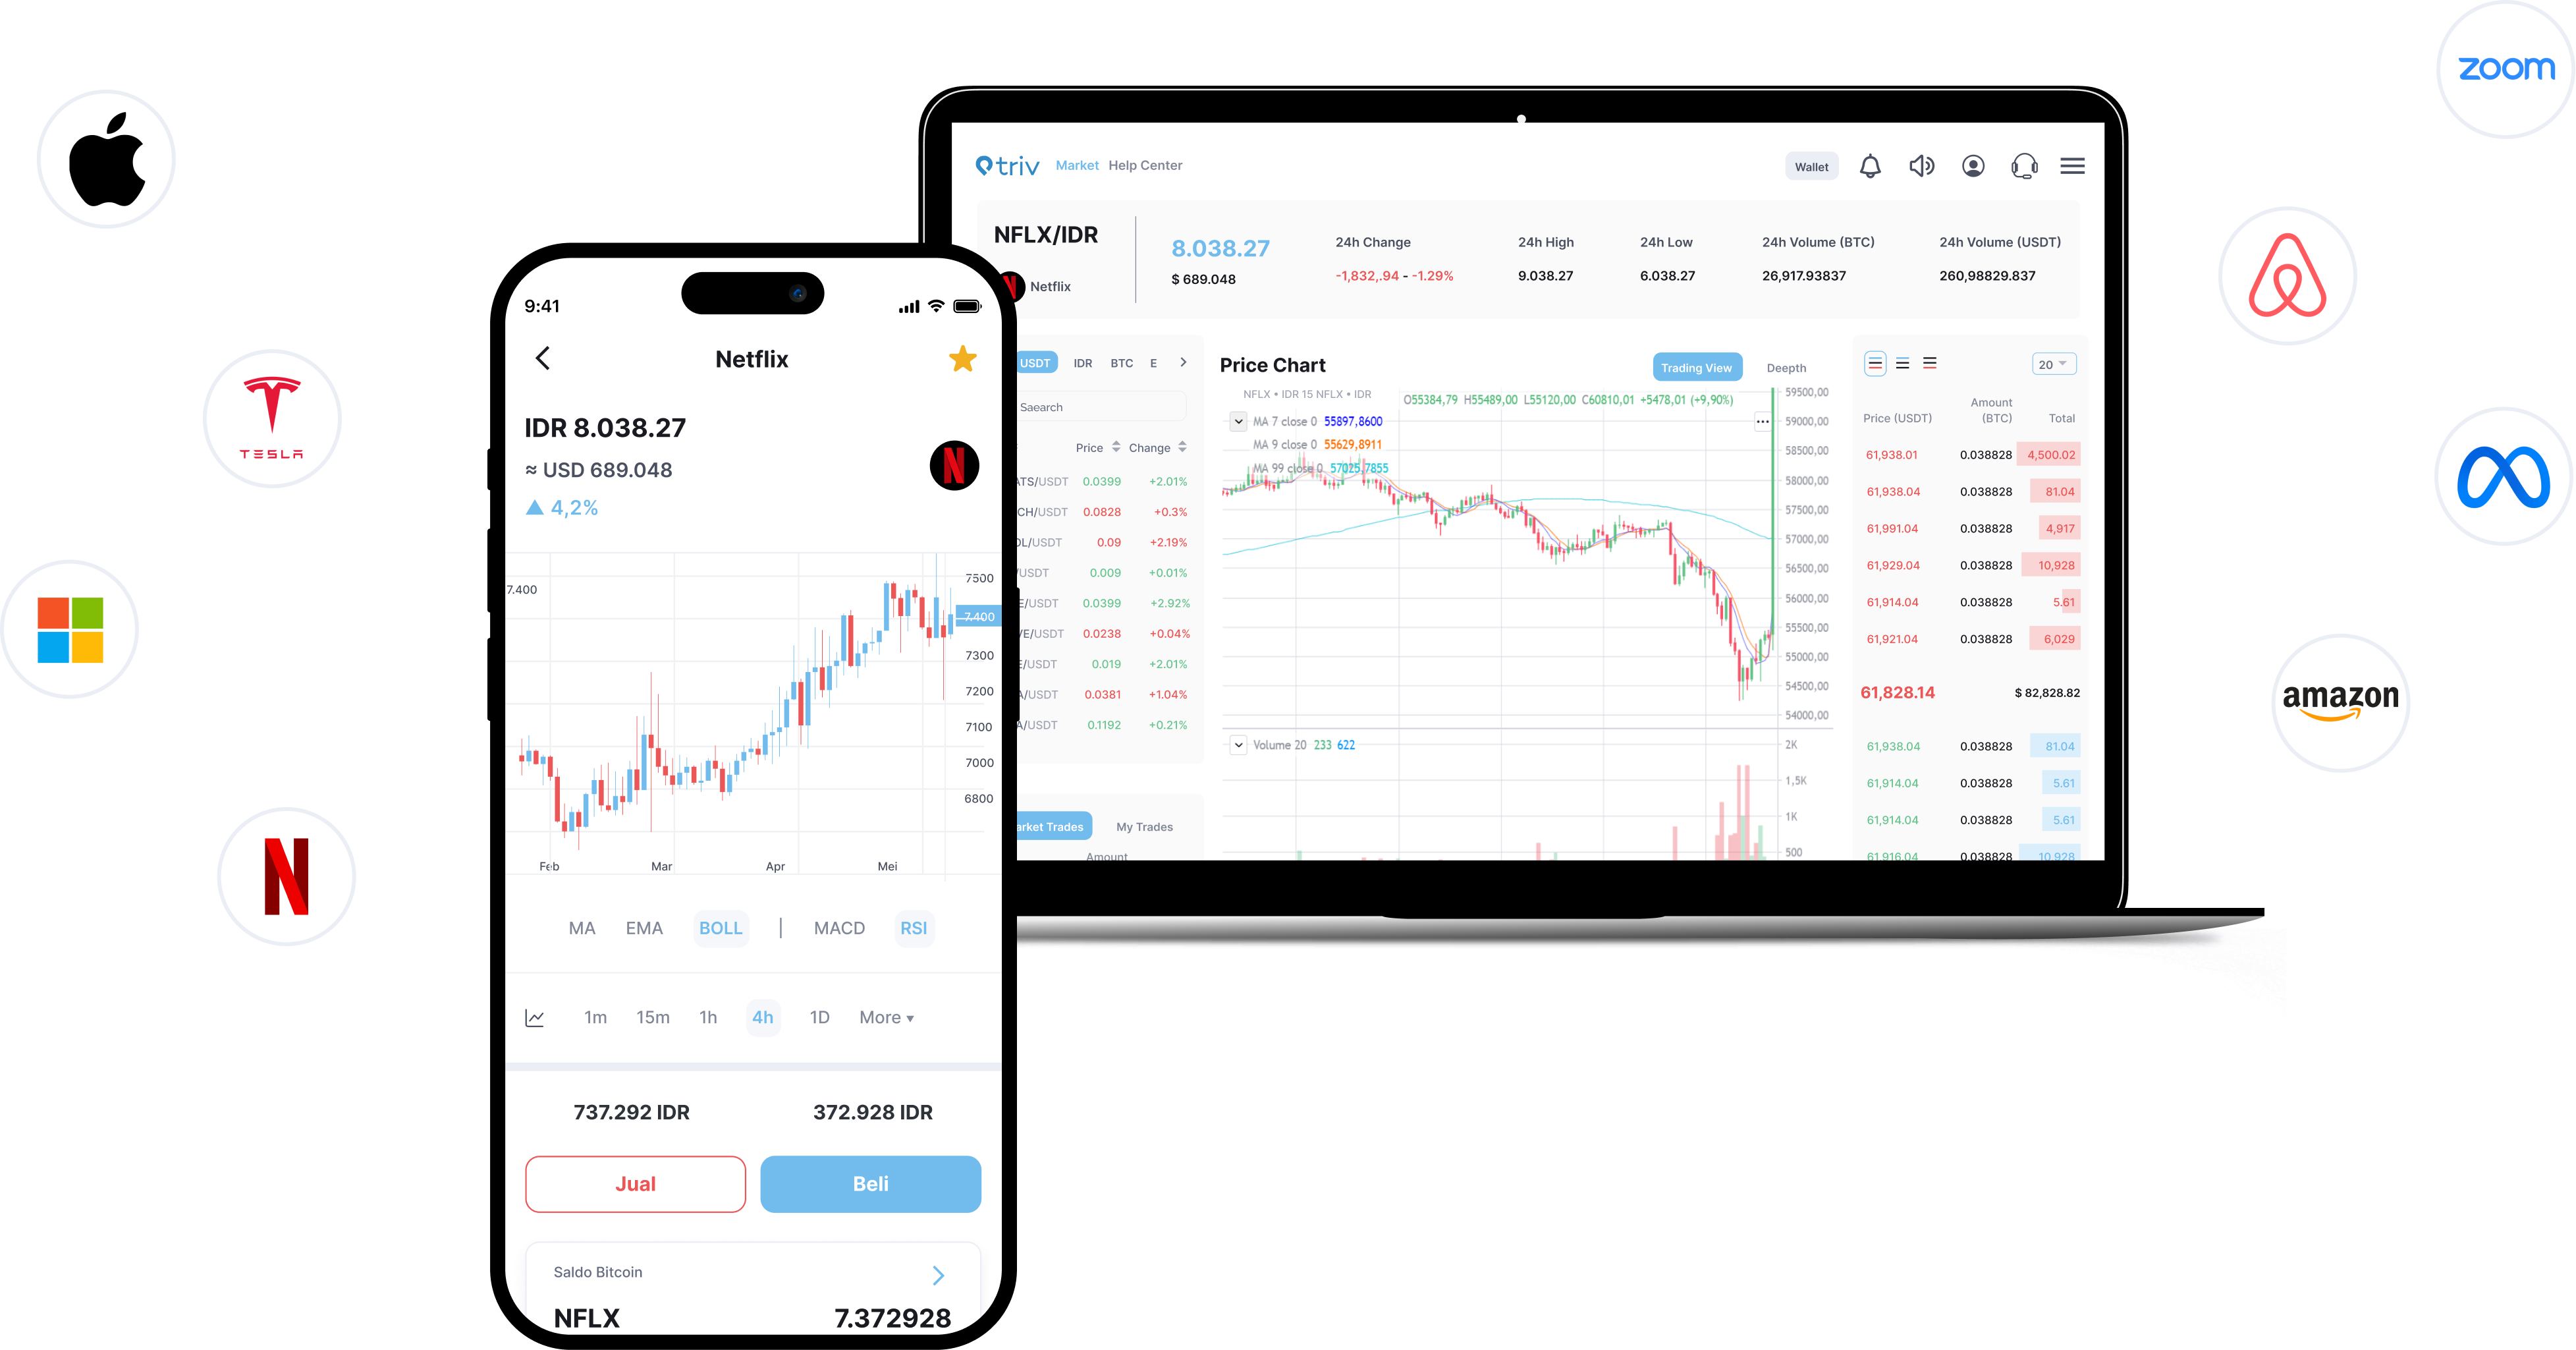 zoom
TESLA
amazon
triv Market Help Center Wallet
NFLX/IDR
Netflix
8.038.27
$ 689.048
24h Change
-1,832,.94 - -1.29%
24h High
9.038.27
24h Low
6.038.27
24h Volume (BTC)
26,917.93837
24h Volume (USDT)
260,98829.837
USDT IDR BTC E
Saearch
Price Change
ATS/USDT 0.0399 +2.01%
CH/USDT 0.0828 +0.3%
OL/USDT 0.09 +2.19%
/USDT 0.009 +0.01%
E/USDT 0.0399 +2.92%
VE/USDT 0.0238 +0.04%
E/USDT 0.019 +2.01%
A/USDT 0.0381 +1.04%
A/USDT 0.1192 +0.21%
arket Trades My Trades
Amount
Price Chart
Trading View Deepth
NFLX • IDR 15 NFLX • IDR
O55384,79 H55489,00 L55120,00 C60810,01 +5478,01 (+9,90%)
MA 7 close 0 55897,8600
MA 9 close 0 55629,8911
MA 99 close 0 57025,7855
59500,00
59000,00
58500,00
58000,00
57500,00
57000,00
56500,00
56000,00
55500,00
55000,00
54500,00
54000,00
Volume 20 233 622
2K
1,5K
1K
500
20
Price (USDT) Amount (BTC) Total
61,938.01 0.038828 4,500.02
61,938.04 0.038828 81.04
61,991.04 0.038828 4,917
61,929.04 0.038828 10,928
61,914.04 0.038828 5.61
61,921.04 0.038828 6,029
61,828.14 $ 82,828.82
61,938.04 0.038828 81.04
61,914.04 0.038828 5.61
61,914.04 0.038828 5.61
61,916.04 0.038828 10,928
9:41
Netflix
IDR 8.038.27
≈ USD 689.048
4,2%
7.400
7500
7.400
7300
7200
7100
7000
6800
Feb Mar Apr Mei
MA EMA BOLL | MACD RSI
1m 15m 1h 4h 1D More
737.292 IDR 372.928 IDR
Jual Beli
Saldo Bitcoin
NFLX 7.372928